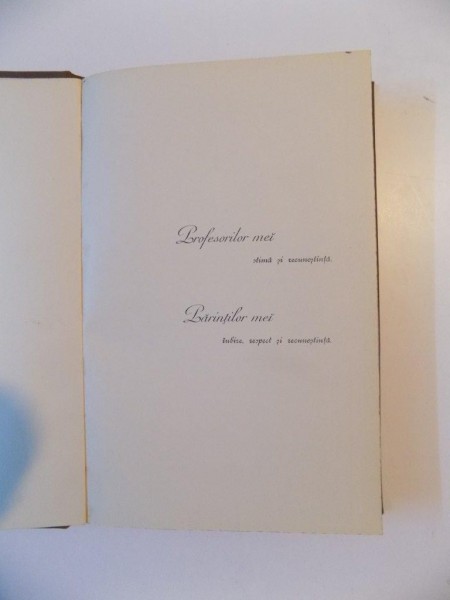 Profesorilor mei
stimă și recunoștință.
Părinților mei
iubire, respect și recunoștință.